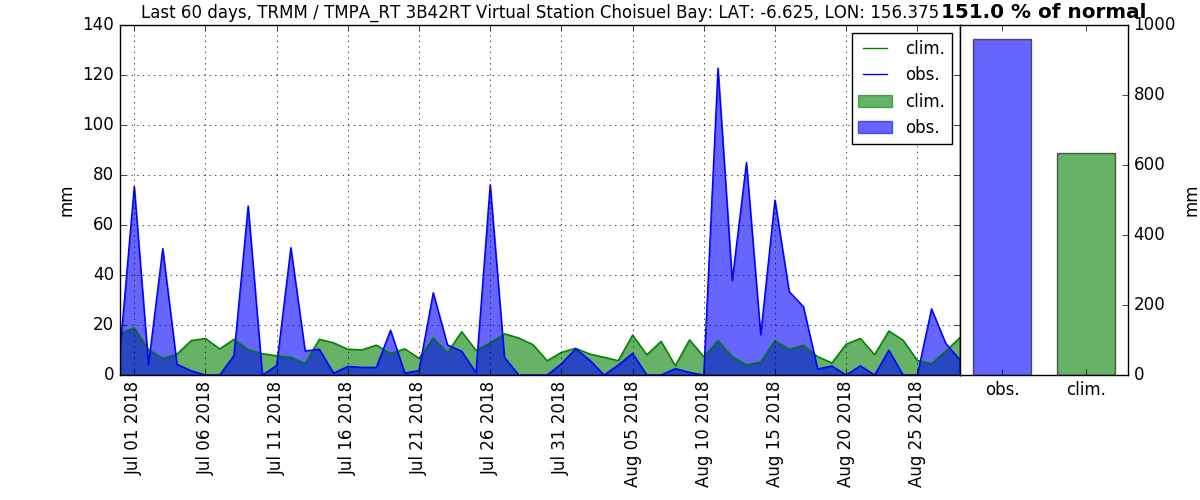 Last 60 days, TRMM / TMPA_RT 3B42RT Virtual Station Choisuel Bay: LAT: -6.625, LON: 156.375
151.0 % of normal
140
120
100
80
60
40
20
0
mm
clim.
obs.
clim.
obs.
Jul 01 2018
Jul 06 2018
Jul 11 2018
Jul 16 2018
Jul 21 2018
Jul 26 2018
Jul 31 2018
Aug 05 2018
Aug 10 2018
Aug 15 2018
Aug 20 2018
Aug 25 2018
1000
800
600
400
200
0
mm
obs.
clim.